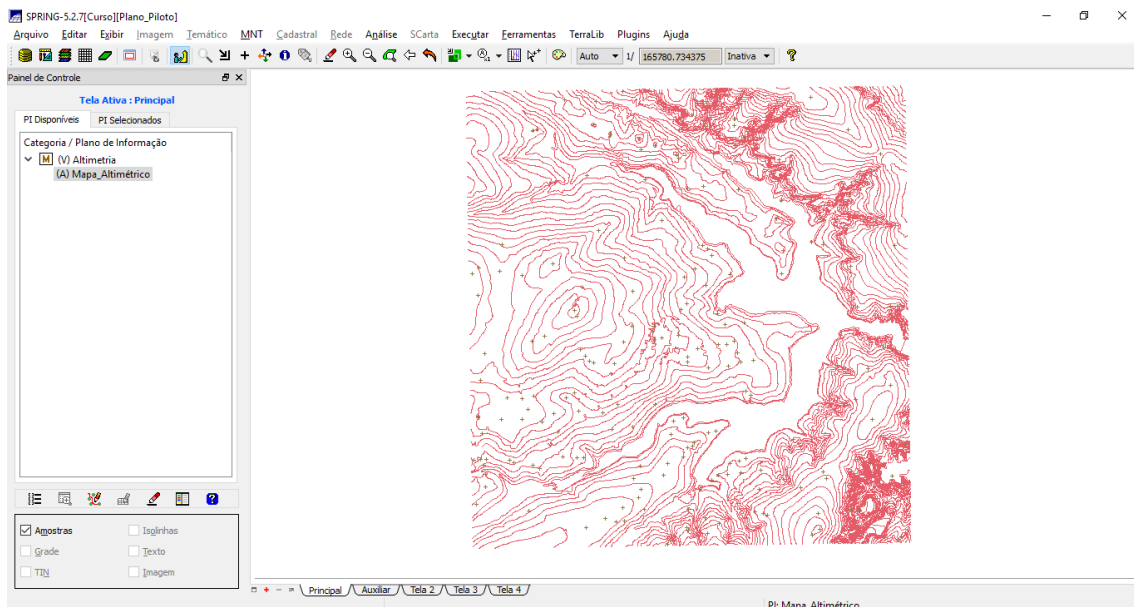 SPRING-5.2.7[Curso][Plano_Piloto]
Arquivo Editar Exibir Imagem Temático MNT Cadastral Rede Análise SCarta Executar Ferramentas TerraLib Plugins Ajuda
Auto 1/ 165780.734375 Inativa
Painel de Controle
Tela Ativa : Principal
PI Disponíveis PI Selecionados
Categoria / Plano de Informação
M (V) Altimetria
(A) Mapa_Altimétrico
Amostras Isolinhas
Grade Texto
TIN Imagem
Principal Auxiliar Tela 2 Tela 3 Tela 4
PI: Mapa_Altimétrico